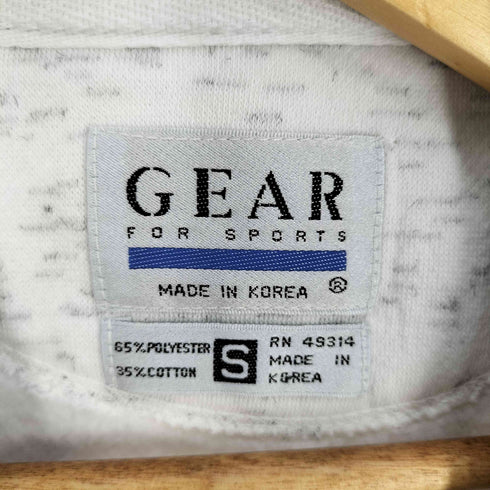 GEAR
FOR SPORTS
MADE IN KOREA ®
65% POLYESTER
35% COTTON
S
RN 49314
MADE IN
KOREA